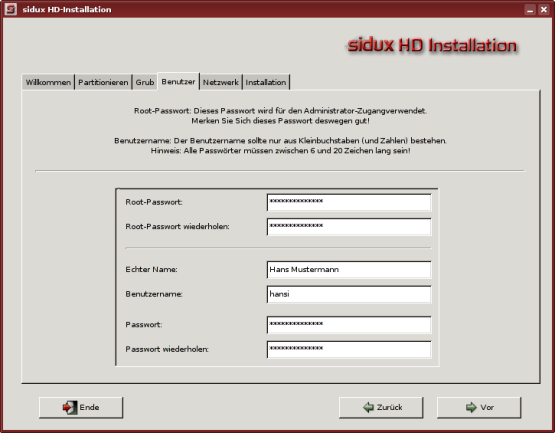 sidux HD-Installation
sidux HD Installation
Willkommen Partitionieren Grub Benutzer Netzwerk Installation
Root-Passwort: Dieses Passwort wird für den Administrator-Zugangverwendet.
Merken Sie Sich dieses Passwort deswegen gut!
Benutzername: Der Benutzername sollte nur aus Kleinbuchstaben (und Zahlen) bestehen.
Hinweis: Alle Passwörter müssen zwischen 6 und 20 Zeichen lang sein!
Root-Passwort: **************
Root-Passwort wiederholen: **************
Echter Name: Hans Mustermann
Benutzername: hansi
Passwort: **************
Passwort wiederholen: **************
Ende Zurück Vor